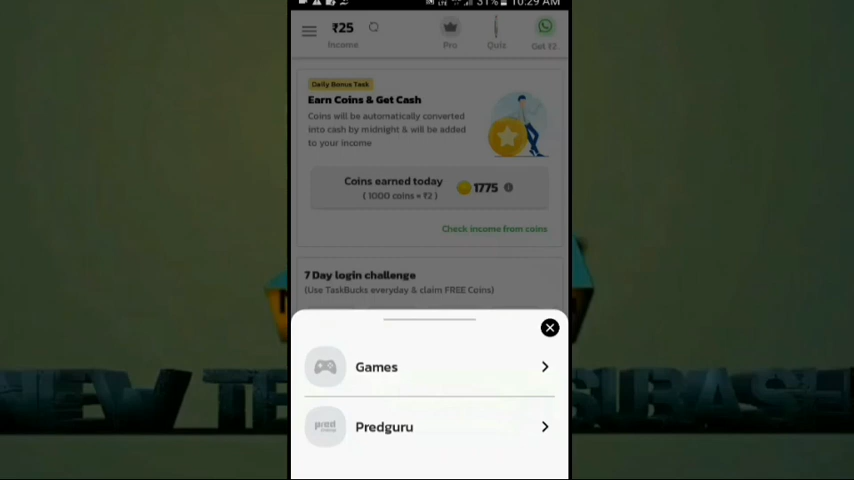 31% 10:29 AM
₹25
Income
Pro
Quiz
Get ₹2
Daily Bonus Task
Earn Coins & Get Cash
Coins will be automatically converted
into cash by midnight & will be added
to your income
Coins earned today
1775
( 1000 coins = ₹2 )
Check income from coins
7 Day login challenge
(Use TaskBucks everyday & claim FREE Coins)
Games
pred
Predguru